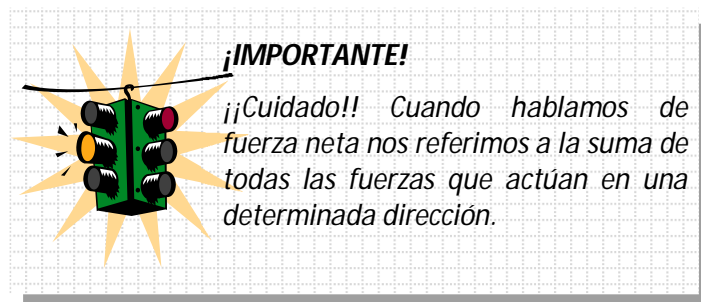 ¡IMPORTANTE!
¡¡Cuidado!! Cuando hablamos de
fuerza neta nos referimos a la suma de
todas las fuerzas que actúan en una
determinada dirección.